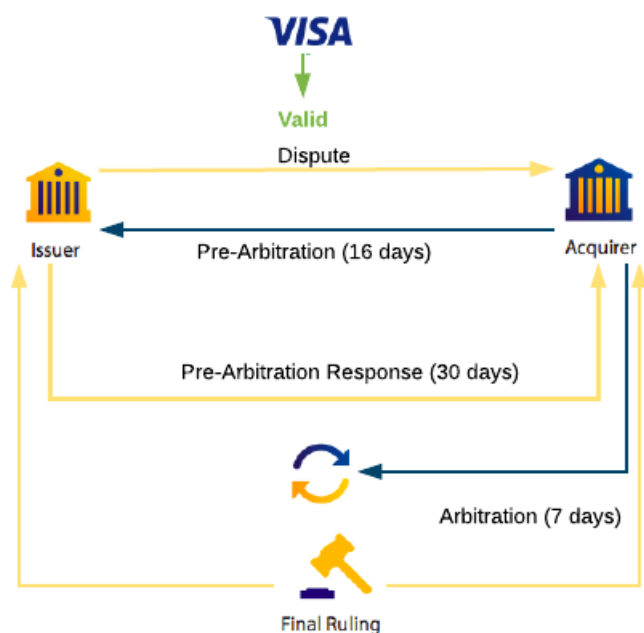 VISA
Valid
Dispute
Issuer
Acquirer
Pre-Arbitration (16 days)
Pre-Arbitration Response (30 days)
Arbitration (7 days)
Final Ruling